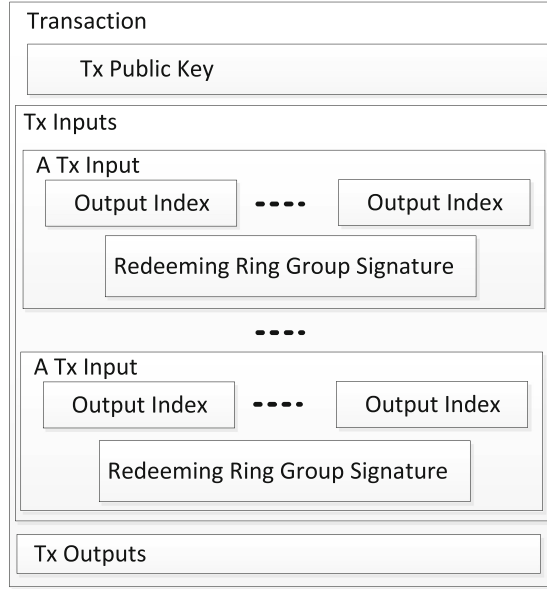 Transaction
Tx Public Key
Tx Inputs
A Tx Input
Output Index ---- Output Index
Redeeming Ring Group Signature
----
A Tx Input
Output Index ---- Output Index
Redeeming Ring Group Signature
Tx Outputs